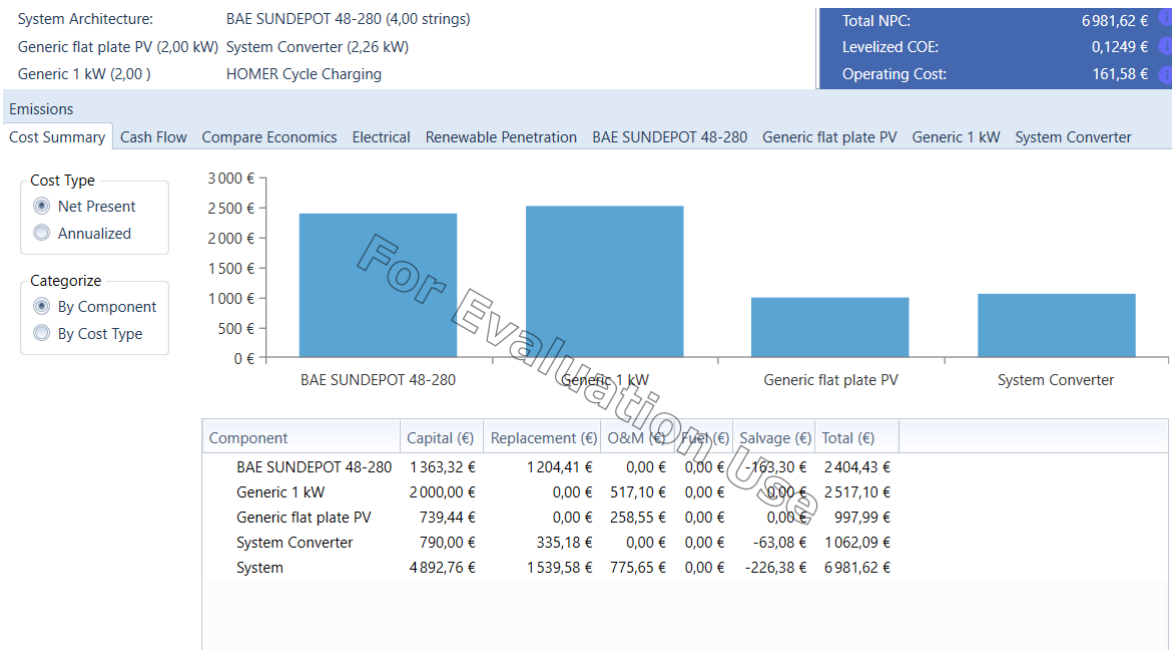 System Architecture: BAE SUNDEPOT 48-280 (4,00 strings)
Generic flat plate PV (2,00 kW) System Converter (2,26 kW)
Generic 1 kW (2,00 ) HOMER Cycle Charging
Total NPC: 6 981,62 €
Levelized COE: 0,1249 €
Operating Cost: 161,58 €
Emissions
Cost Summary Cash Flow Compare Economics Electrical Renewable Penetration BAE SUNDEPOT 48-280 Generic flat plate PV Generic 1 kW System Converter
Cost Type
Net Present
Annualized
Categorize
By Component
By Cost Type
3 000 €
2 500 €
2 000 €
1 500 €
1 000 €
500 €
0 €
BAE SUNDEPOT 48-280 Generic 1 kW Generic flat plate PV System Converter
For Evaluation Use
Component Capital (€) Replacement (€) O&M (€) Fuel (€) Salvage (€) Total (€)
BAE SUNDEPOT 48-280 1 363,32 € 1 204,41 € 0,00 € 0,00 € -163,30 € 2 404,43 €
Generic 1 kW 2 000,00 € 0,00 € 517,10 € 0,00 € 0,00 € 2 517,10 €
Generic flat plate PV 739,44 € 0,00 € 258,55 € 0,00 € 0,00 € 997,99 €
System Converter 790,00 € 335,18 € 0,00 € 0,00 € -63,08 € 1 062,09 €
System 4 892,76 € 1 539,58 € 775,65 € 0,00 € -226,38 € 6 981,62 €